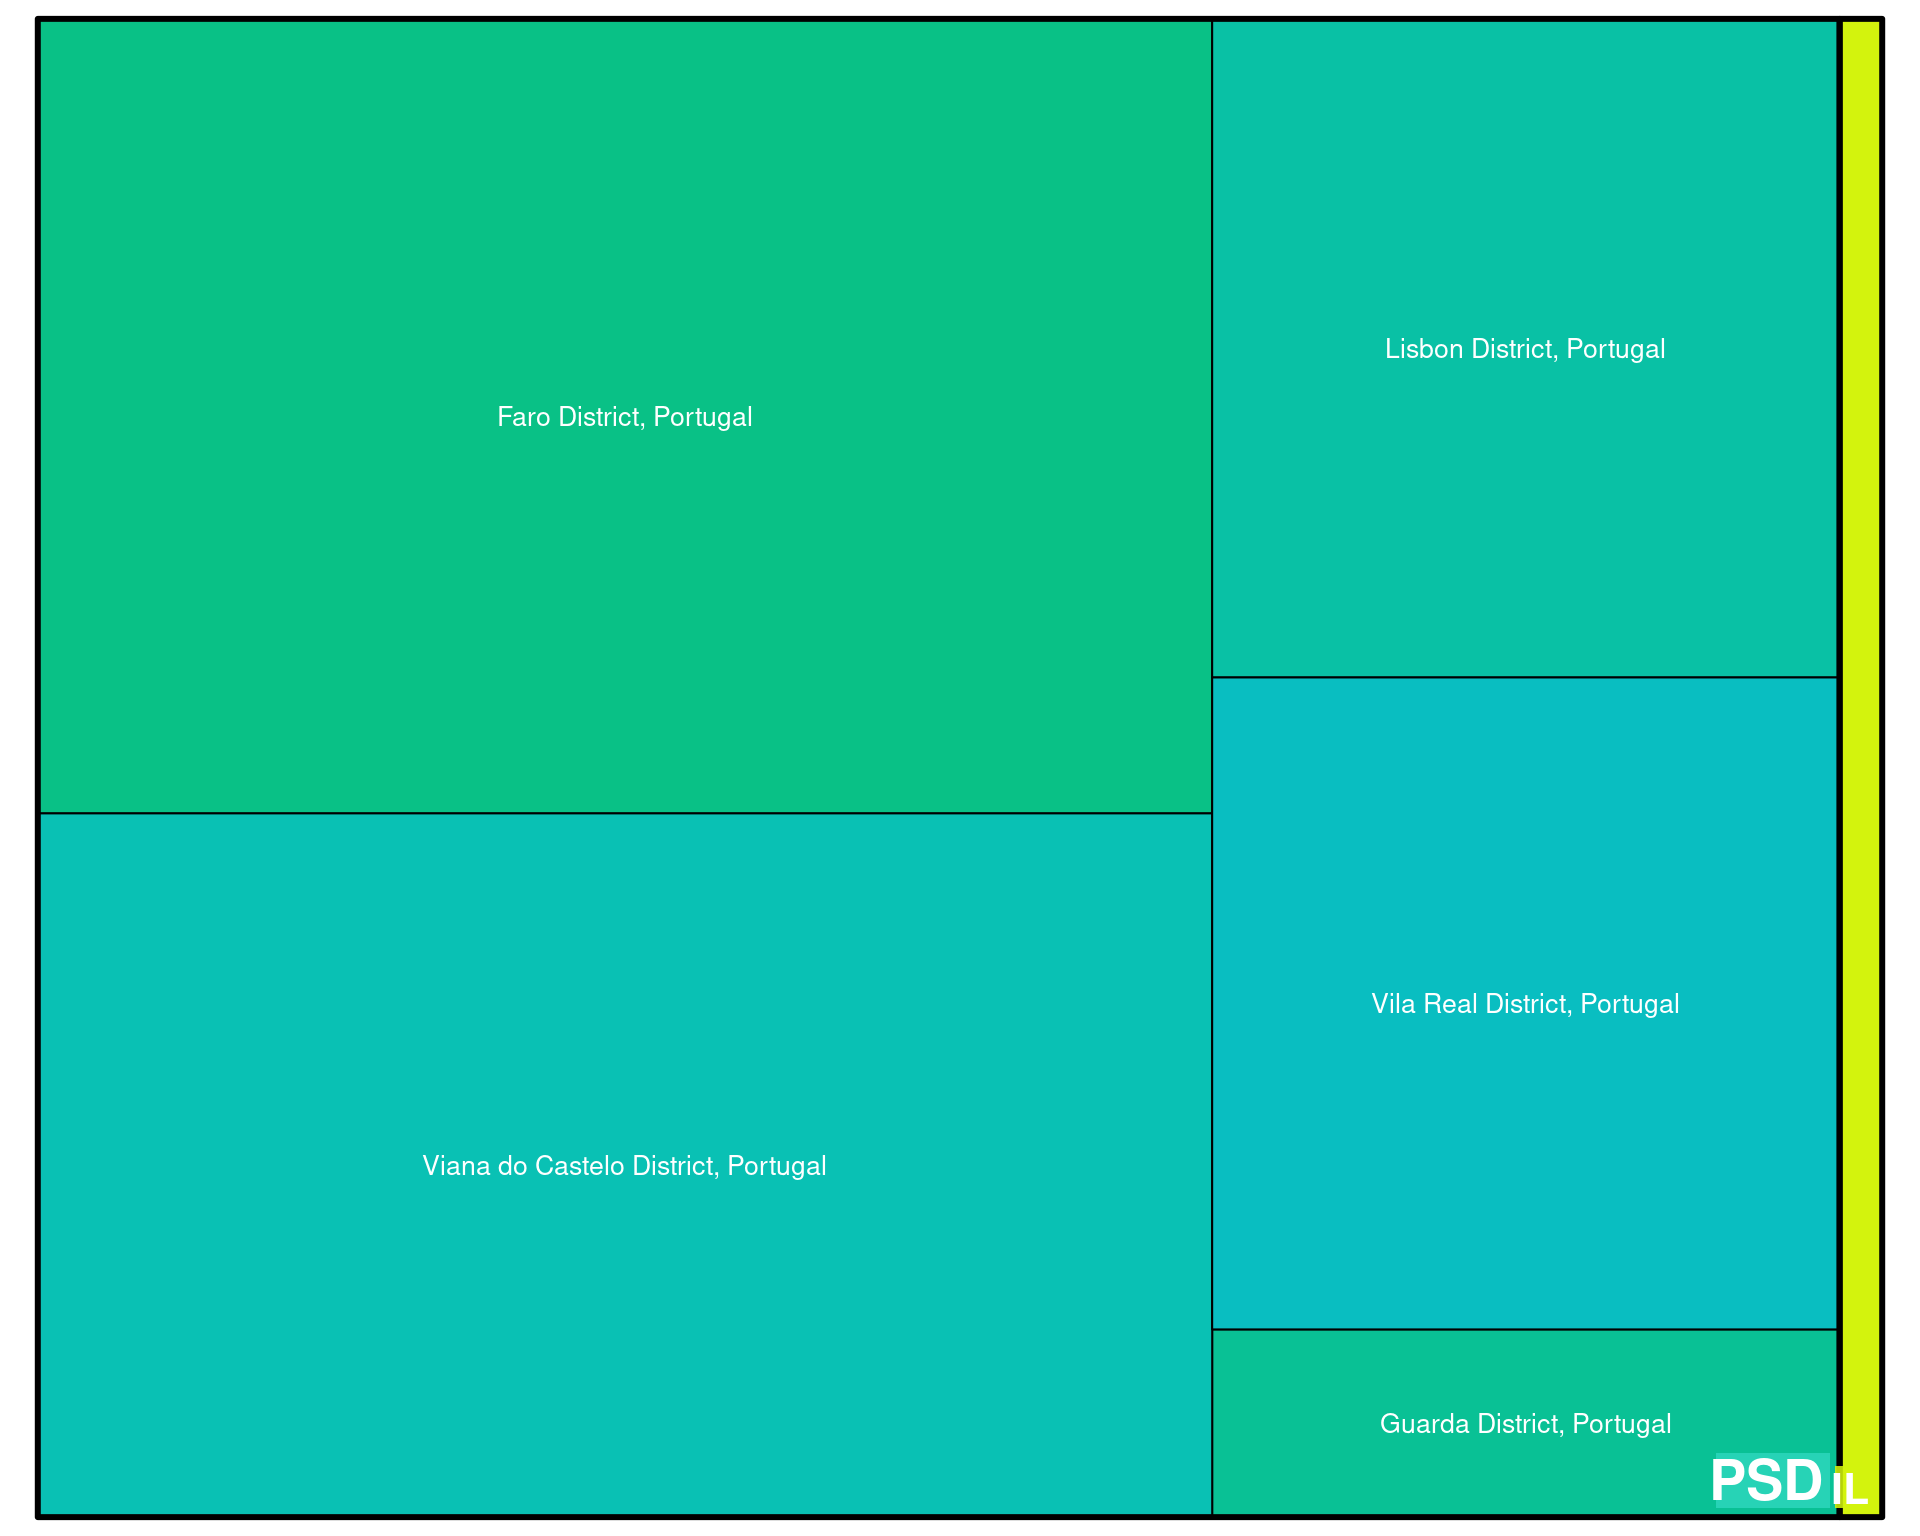 Faro District, Portugal
Lisbon District, Portugal
Viana do Castelo District, Portugal
Vila Real District, Portugal
Guarda District, Portugal
PSD
IL